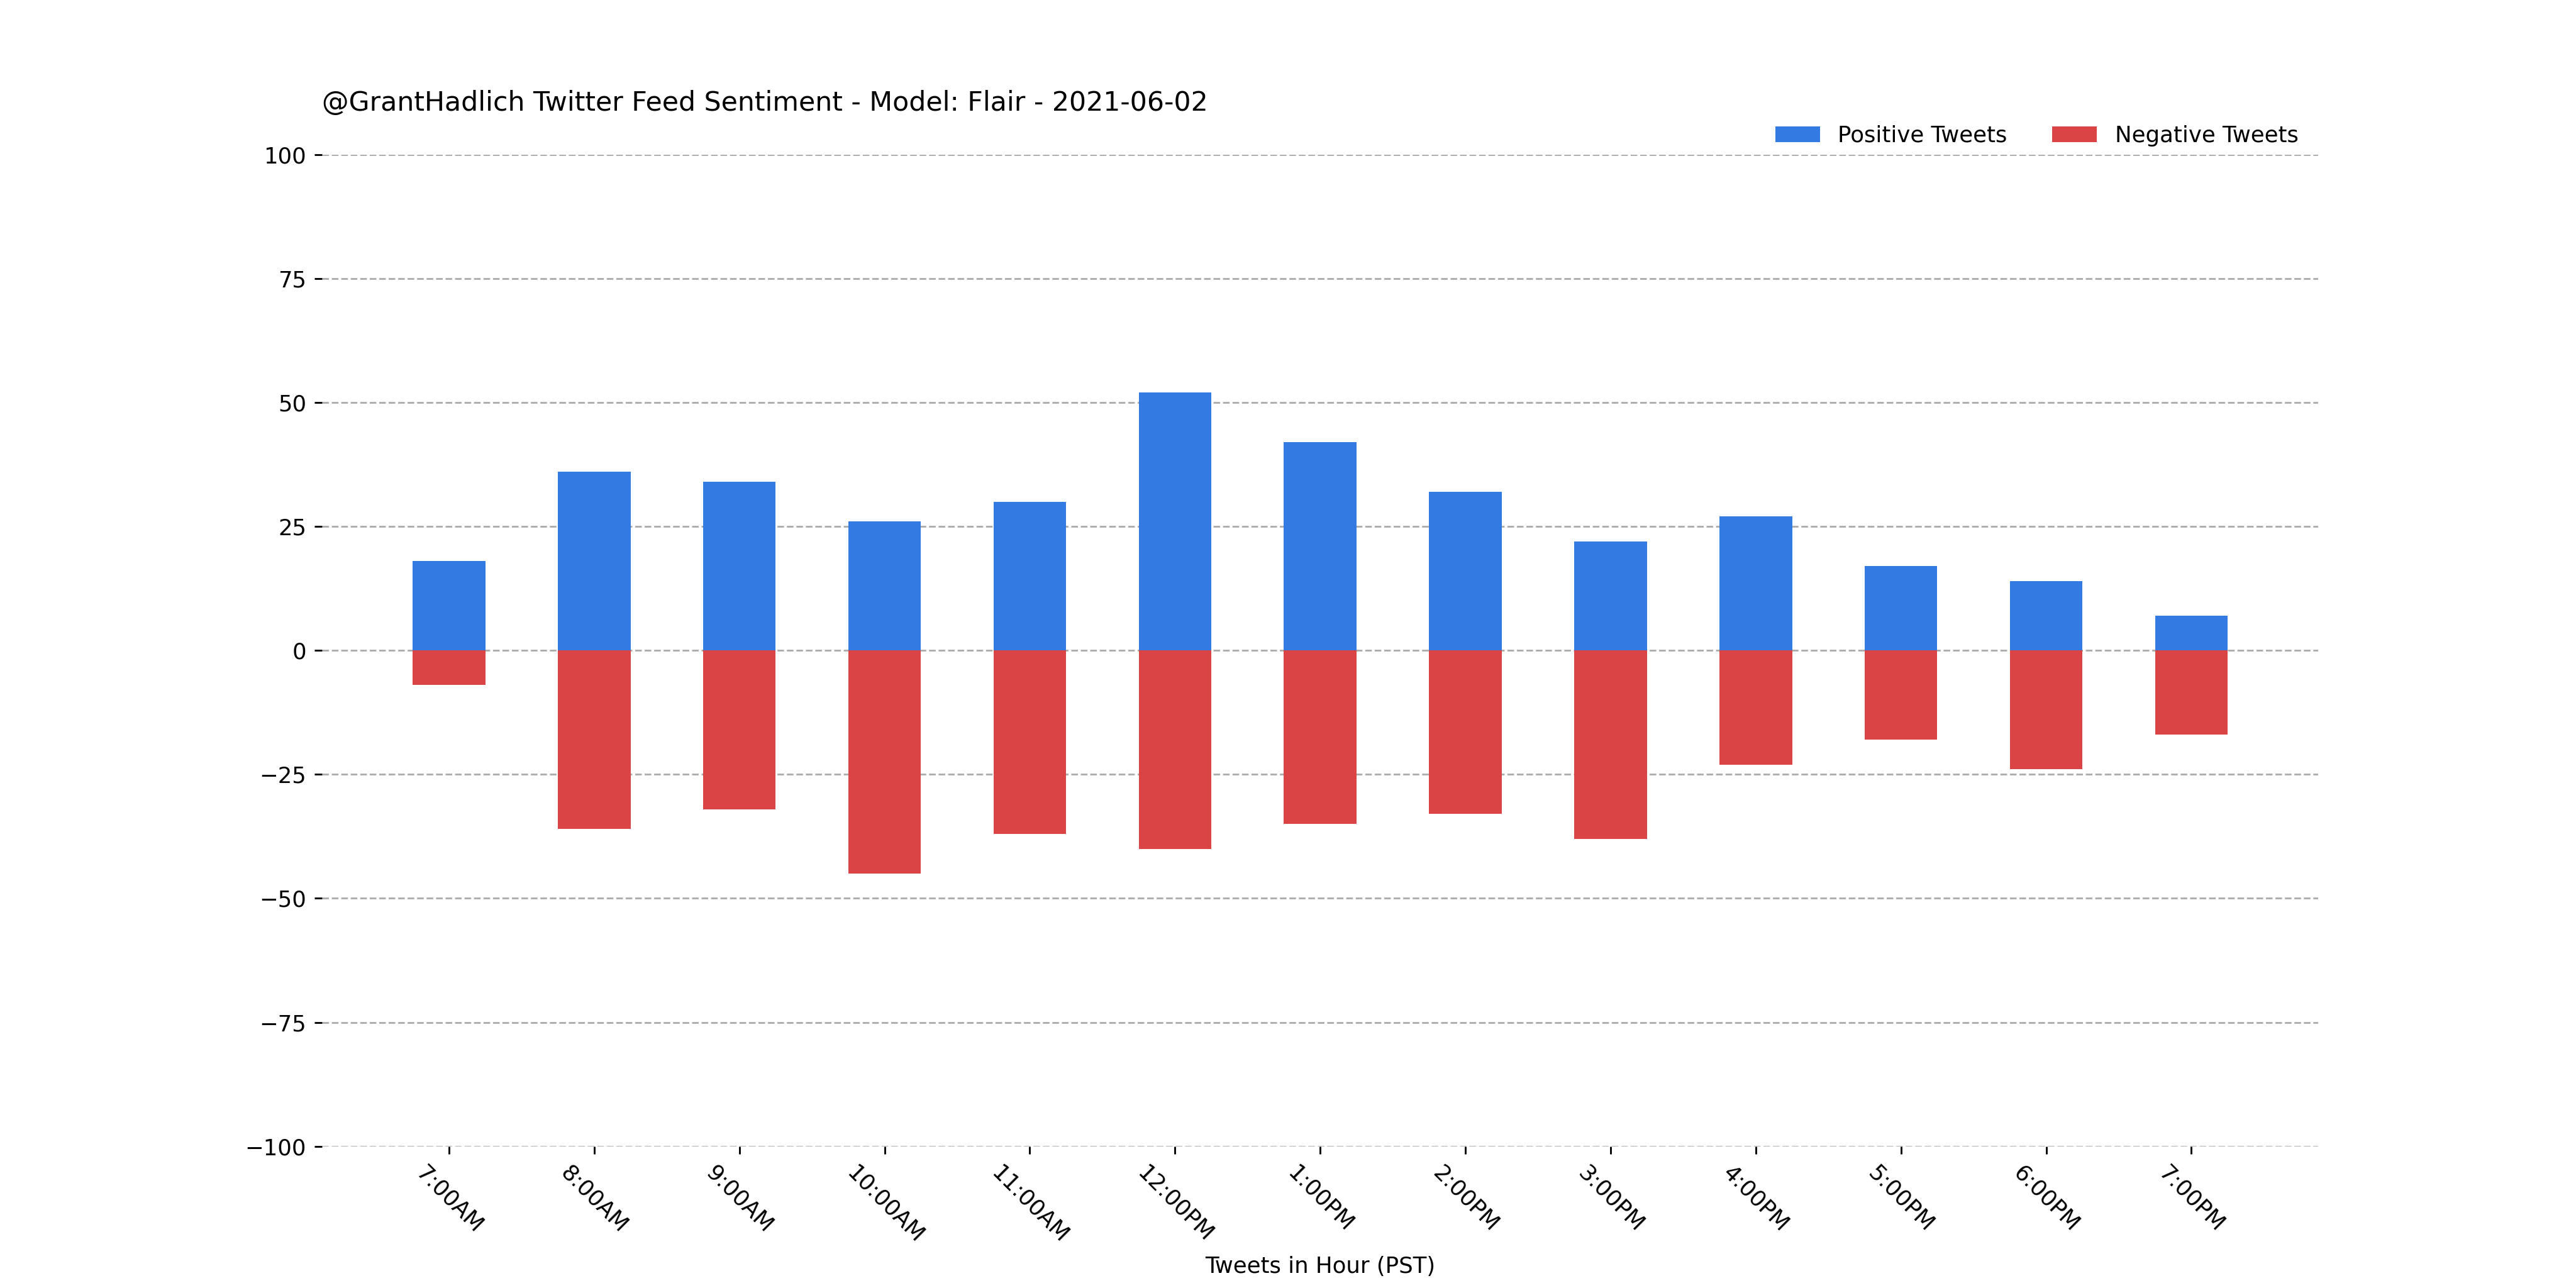 @GrantHadlich Twitter Feed Sentiment - Model: Flair - 2021-06-02
Positive Tweets
Negative Tweets
100
75
50
25
0
−25
−50
−75
−100
7:00AM
8:00AM
9:00AM
10:00AM
11:00AM
12:00PM
1:00PM
2:00PM
3:00PM
4:00PM
5:00PM
6:00PM
7:00PM
Tweets in Hour (PST)